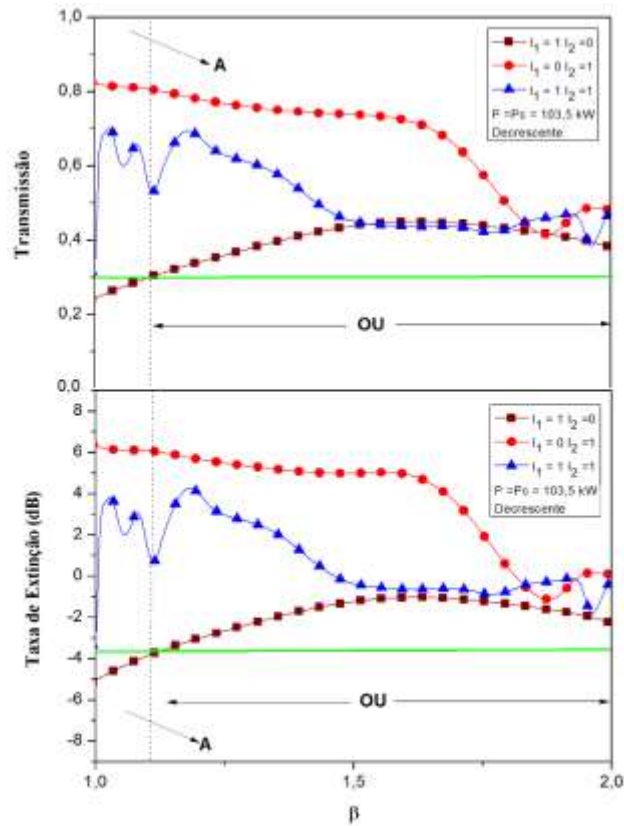 1,0
0,8
0,6
0,4
0,2
0,0
Transmissão
A
I1 = 1 I2 =0
I1 = 0 I2 =1
I1 = 1 I2 =1
P =Pc = 103,5 kW
Decrescente
OU
8
6
4
2
0
-2
-4
-6
-8
Taxa de Extinção (dB)
I1 = 1 I2 =0
I1 = 0 I2 =1
I1 = 1 I2 =1
P =Pc = 103,5 kW
Decrescente
OU
A
1,0
1,5
2,0
β